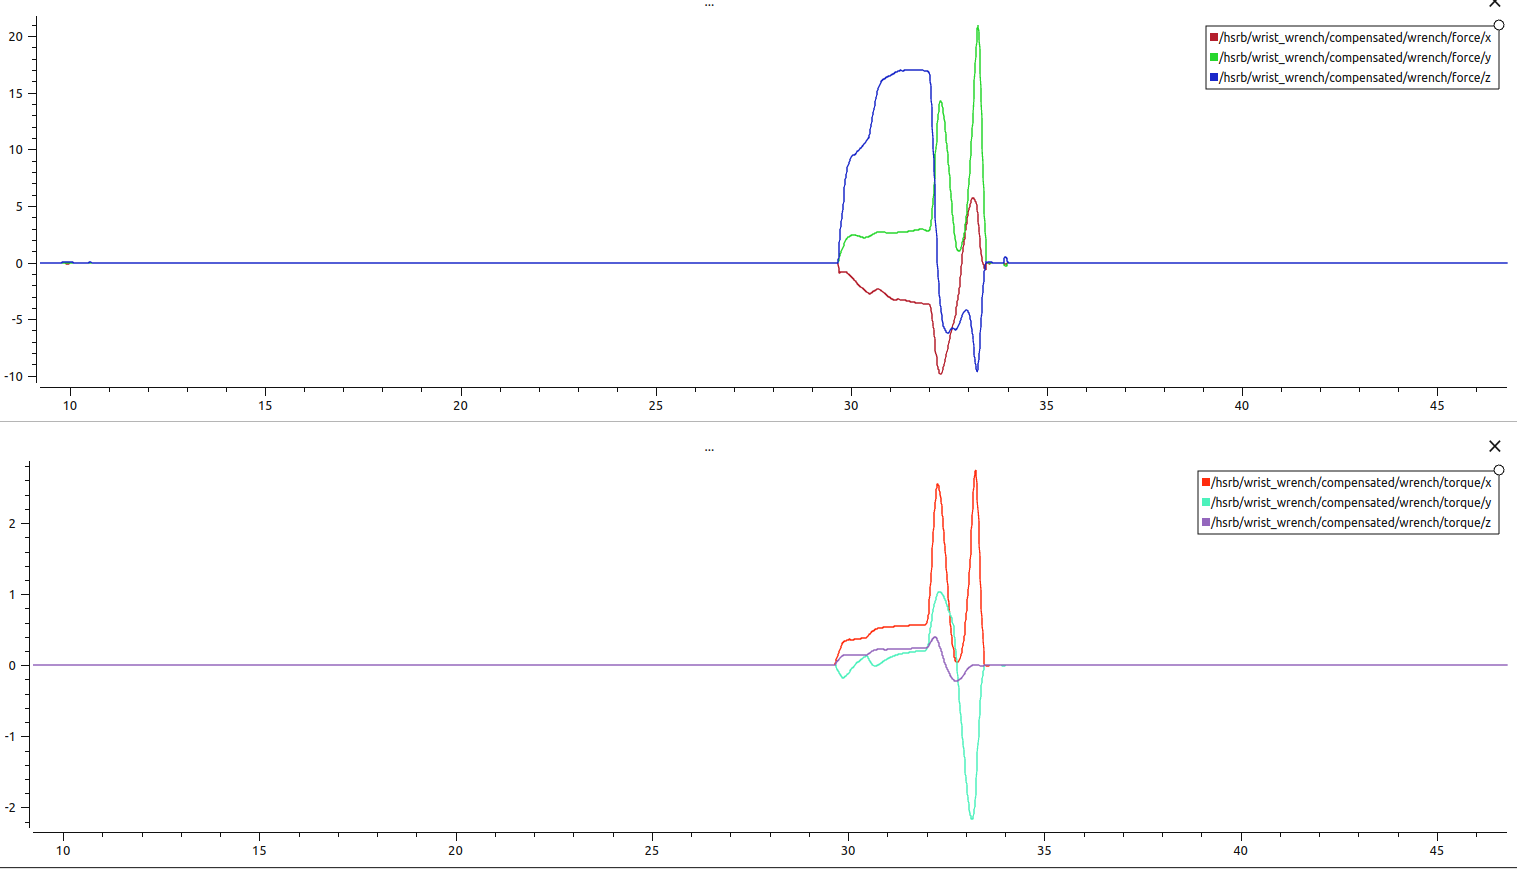 ...
20
15
10
5
0
-5
-10
10 15 20 25 30 35 40 45
/hsrb/wrist_wrench/compensated/wrench/force/x
/hsrb/wrist_wrench/compensated/wrench/force/y
/hsrb/wrist_wrench/compensated/wrench/force/z
...
2
1
0
-1
-2
10 15 20 25 30 35 40 45
/hsrb/wrist_wrench/compensated/wrench/torque/x
/hsrb/wrist_wrench/compensated/wrench/torque/y
/hsrb/wrist_wrench/compensated/wrench/torque/z